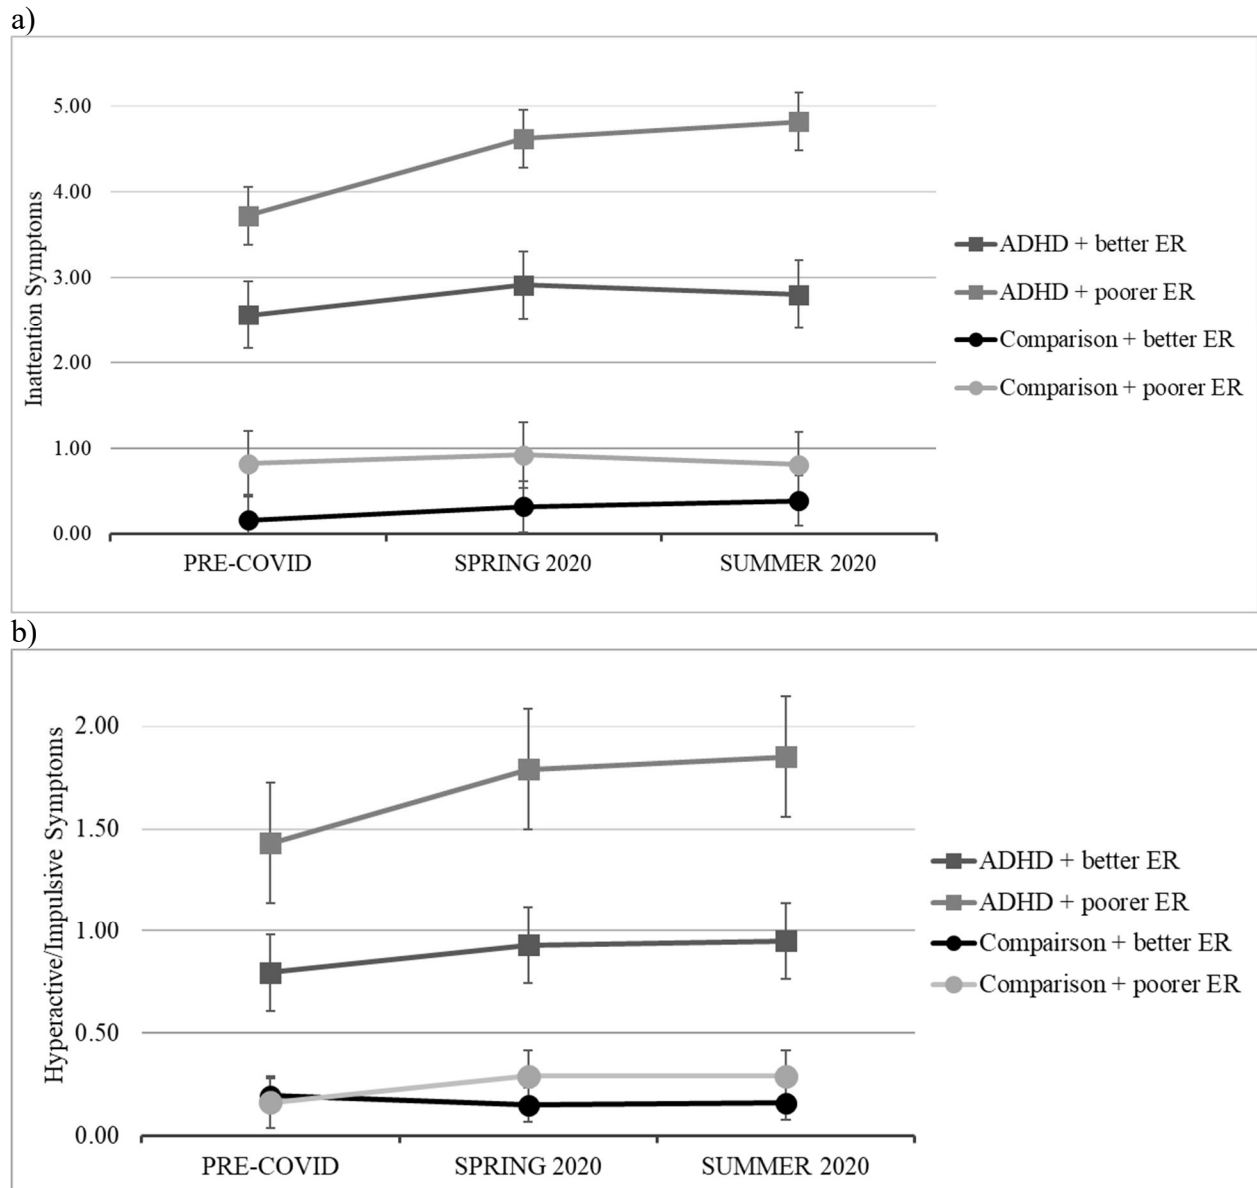 a)
5.00
4.00
3.00
2.00
1.00
0.00
Inattention Symptoms
PRE-COVID
SPRING 2020
SUMMER 2020
ADHD + better ER
ADHD + poorer ER
Comparison + better ER
Comparison + poorer ER
b)
2.00
1.50
1.00
0.50
0.00
Hyperactive/Impulsive Symptoms
PRE-COVID
SPRING 2020
SUMMER 2020
ADHD + better ER
ADHD + poorer ER
Compairson + better ER
Comparison + poorer ER